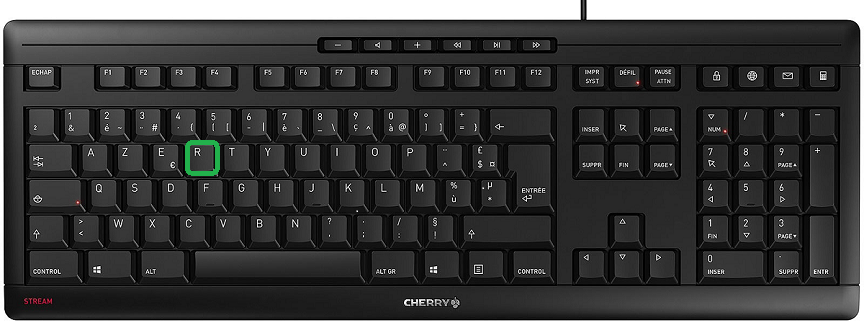 ECHAP F1 F2 F3 F4 F5 F6 F7 F8 F9 F10 F11 F12 IMPR SYST DÉFIL PAUSE ATTN
² 1 & 2 é ~ 3 " # 4 ' { 5 ( [ 6 - | 7 è ` 8 _ \ 9 ç ^ 0 à @ ° ) ] + = } INSER PAGE NUM / * -
A Z E € R T Y U I O P ¨ ^ £ $ ¤ SUPPR FIN PAGE 7 8 9 PAGE +
Q S D F G H J K L M % ù µ * ENTRÉE 4 5 6
> < W X C V B N ? , . ; / : § ! 1 FIN 2 3 PAGE
CONTROL ALT ALT GR CONTROL 0 INSER . SUPPR ENTR
STREAM CHERRY